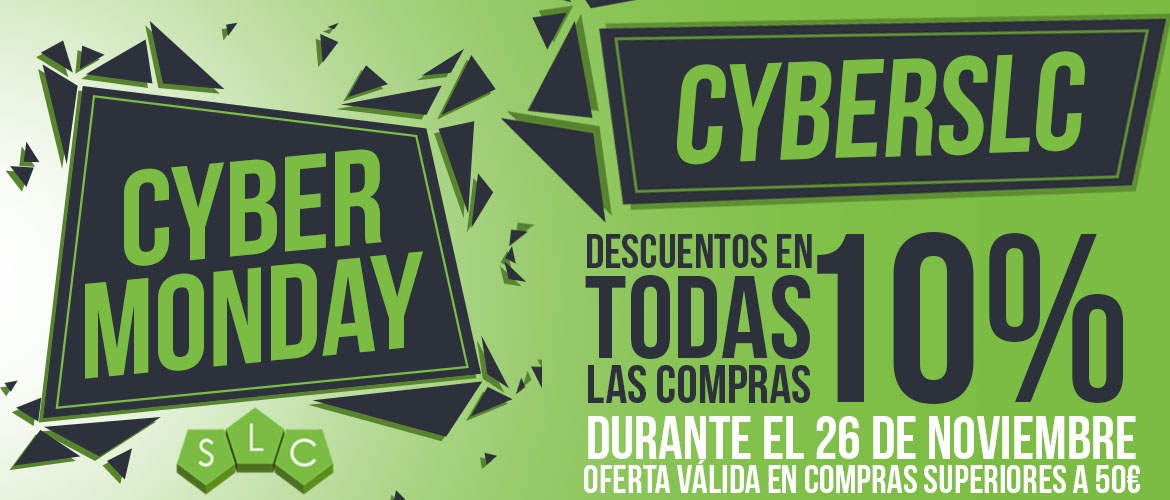 CYBER
MONDAY
SLC
CYBERSLC
DESCUENTOS EN
TODAS
LAS COMPRAS
10%
DURANTE EL 26 DE NOVIEMBRE
OFERTA VÁLIDA EN COMPRAS SUPERIORES A 50€